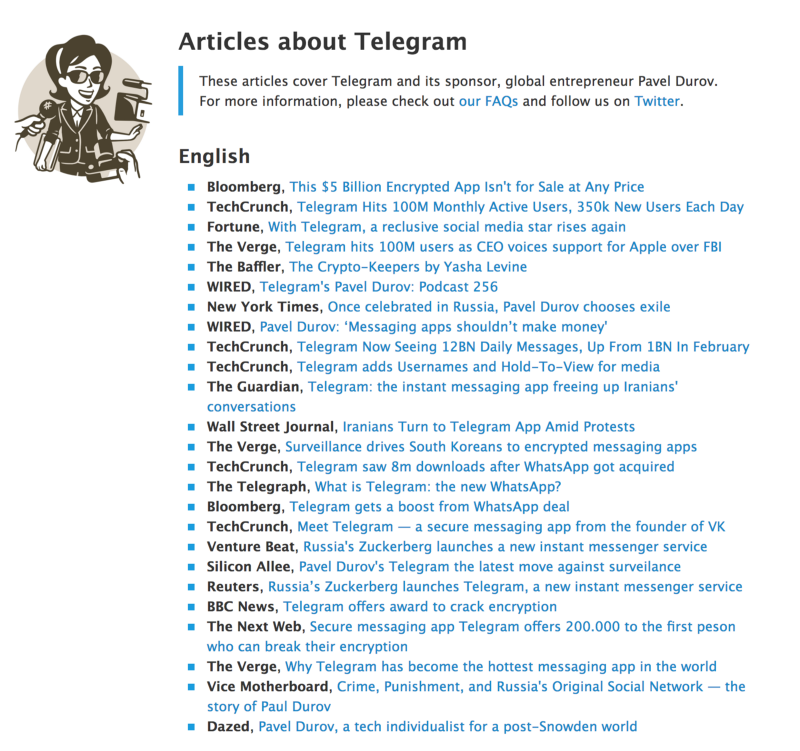 Articles about Telegram
These articles cover Telegram and its sponsor, global entrepreneur Pavel Durov.
For more information, please check out our FAQs and follow us on Twitter.
English
Bloomberg, This $5 Billion Encrypted App Isn't for Sale at Any Price
TechCrunch, Telegram Hits 100M Monthly Active Users, 350k New Users Each Day
Fortune, With Telegram, a reclusive social media star rises again
The Verge, Telegram hits 100M users as CEO voices support for Apple over FBI
The Baffler, The Crypto-Keepers by Yasha Levine
WIRED, Telegram's Pavel Durov: Podcast 256
New York Times, Once celebrated in Russia, Pavel Durov chooses exile
WIRED, Pavel Durov: ‘Messaging apps shouldn’t make money’
TechCrunch, Telegram Now Seeing 12BN Daily Messages, Up From 1BN In February
TechCrunch, Telegram adds Usernames and Hold-To-View for media
The Guardian, Telegram: the instant messaging app freeing up Iranians'
conversations
Wall Street Journal, Iranians Turn to Telegram App Amid Protests
The Verge, Surveillance drives South Koreans to encrypted messaging apps
TechCrunch, Telegram saw 8m downloads after WhatsApp got acquired
The Telegraph, What is Telegram: the new WhatsApp?
Bloomberg, Telegram gets a boost from WhatsApp deal
TechCrunch, Meet Telegram — a secure messaging app from the founder of VK
Venture Beat, Russia's Zuckerberg launches a new instant messenger service
Silicon Allee, Pavel Durov's Telegram the latest move against surveilance
Reuters, Russia’s Zuckerberg launches Telegram, a new instant messenger service
BBC News, Telegram offers award to crack encryption
The Next Web, Secure messaging app Telegram offers 200.000 to the first peson
who can break their encryption
The Verge, Why Telegram has become the hottest messaging app in the world
Vice Motherboard, Crime, Punishment, and Russia's Original Social Network — the
story of Paul Durov
Dazed, Pavel Durov, a tech individualist for a post-Snowden world